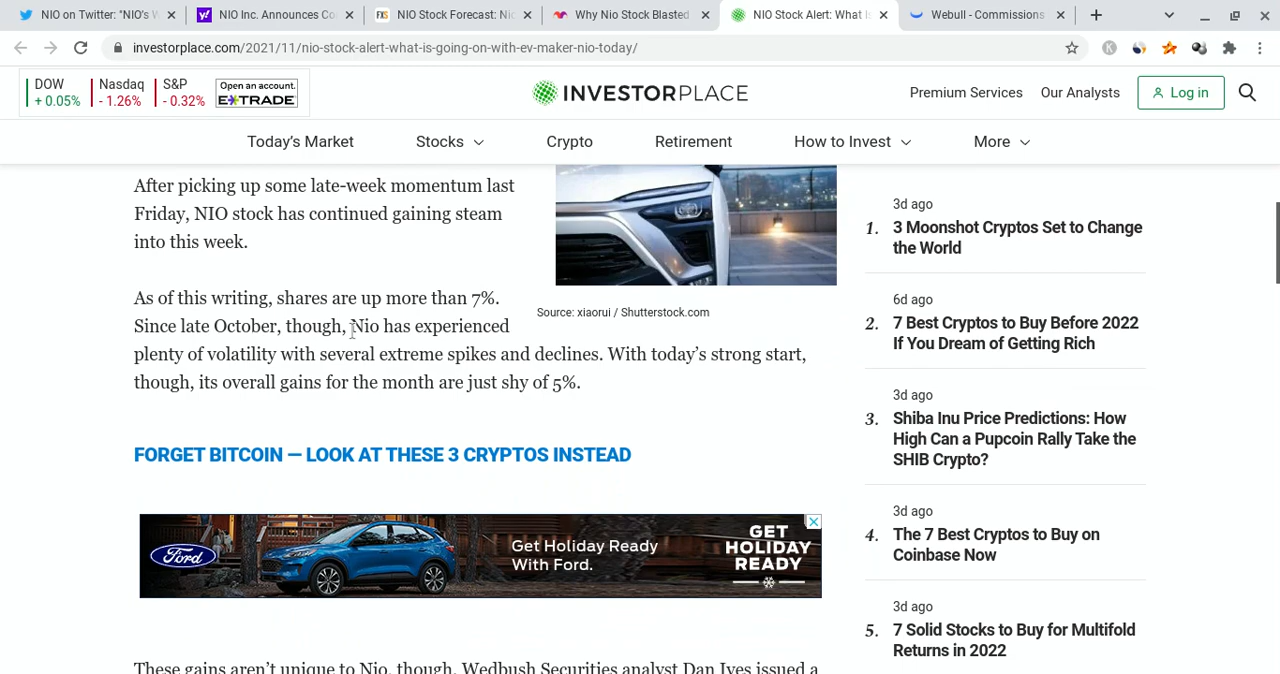 NIO on Twitter: "NIO's W
NIO Inc. Announces Co
NIO Stock Forecast: Nic
Why Nio Stock Blasted
NIO Stock Alert: What I
Webull - Commissions
investorplace.com/2021/11/nio-stock-alert-what-is-going-on-with-ev-maker-nio-today/
K
DOW
+ 0.05%
Nasdaq
- 1.26%
S&P
- 0.32%
Open an account.
E*TRADE
INVESTORPLACE
Premium Services
Our Analysts
Log in
Today's Market
Stocks
Crypto
Retirement
How to Invest
More
After picking up some late-week momentum last
Friday, NIO stock has continued gaining steam
into this week.
As of this writing, shares are up more than 7%.
Since late October, though, Nio has experienced
plenty of volatility with several extreme spikes and declines. With today's strong start,
though, its overall gains for the month are just shy of 5%.
Source: xiaorui / Shutterstock.com
FORGET BITCOIN — LOOK AT THESE 3 CRYPTOS INSTEAD
Ford
Get Holiday Ready
With Ford.
GET
HOLIDAY
READY
These gains aren't unique to Nio, though. Wedbush Securities analyst Dan Ives issued a
3d ago
1. 3 Moonshot Cryptos Set to Change
the World
6d ago
2. 7 Best Cryptos to Buy Before 2022
If You Dream of Getting Rich
3d ago
3. Shiba Inu Price Predictions: How
High Can a Pupcoin Rally Take the
SHIB Crypto?
3d ago
4. The 7 Best Cryptos to Buy on
Coinbase Now
3d ago
5. 7 Solid Stocks to Buy for Multifold
Returns in 2022